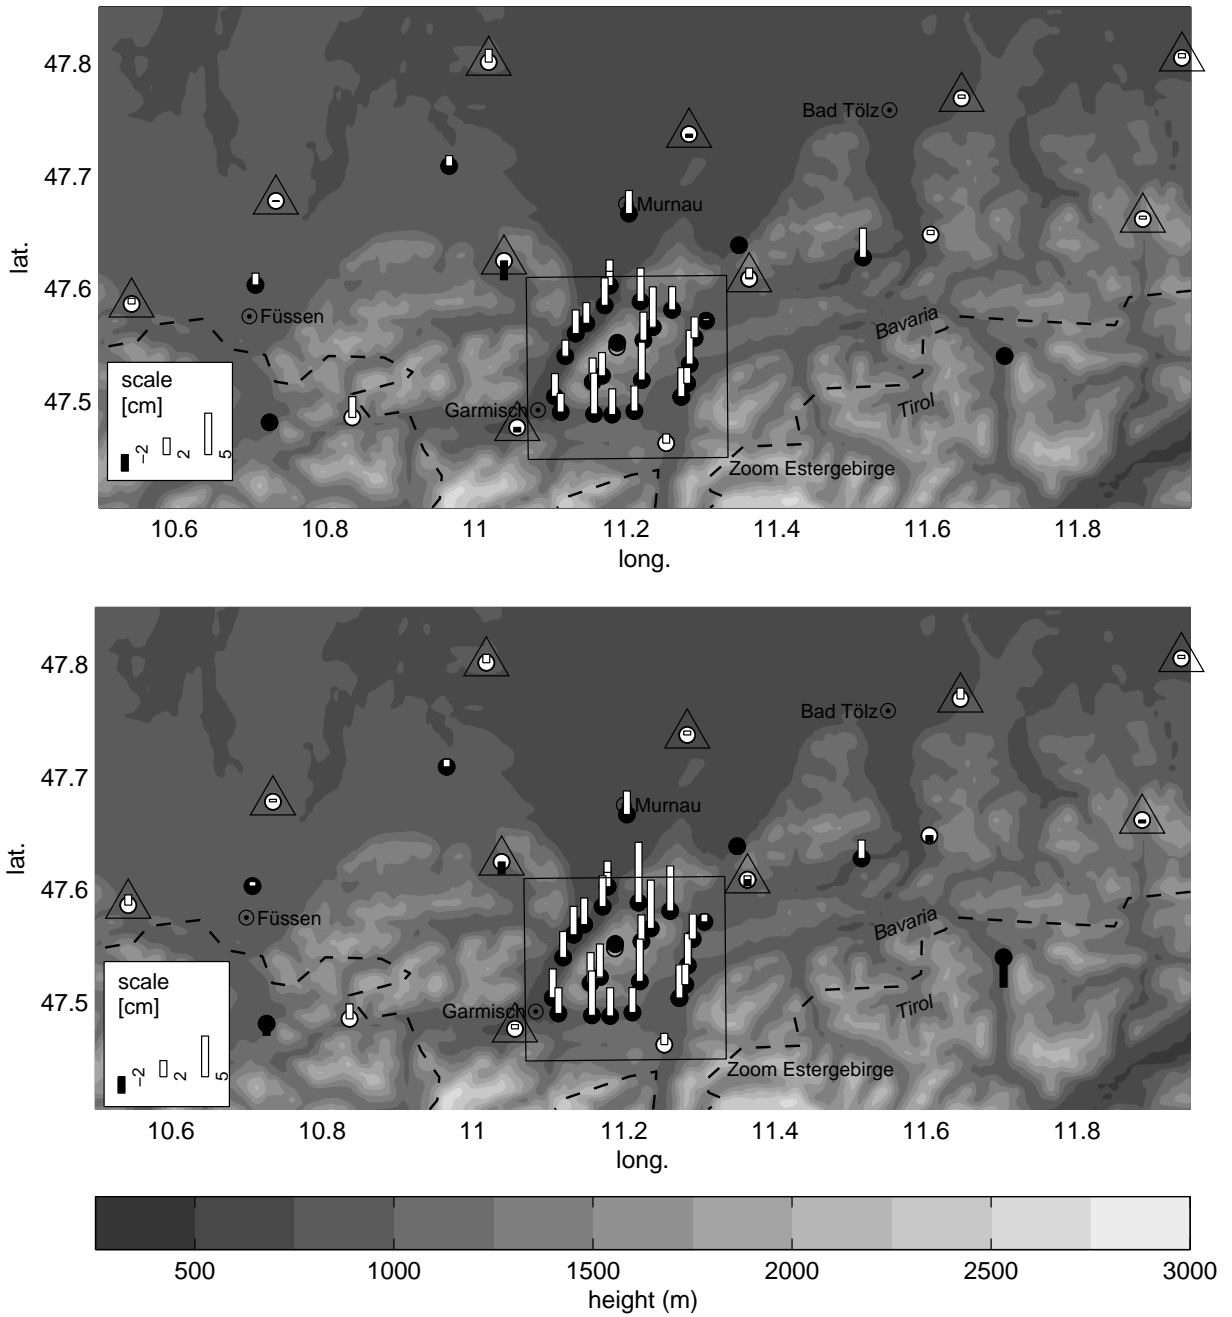 47.8
47.7
47.6
47.5
lat.
Bad Tölz
Murnau
Füssen
Bavaria
Tirol
Garmisch
Zoom Estergebirge
scale
[cm]
−2
2
5
10.6 10.8 11 11.2 11.4 11.6 11.8
long.
47.8
47.7
47.6
47.5
lat.
Bad Tölz
Murnau
Füssen
Bavaria
Tirol
Garmisch
Zoom Estergebirge
scale
[cm]
−2
2
5
10.6 10.8 11 11.2 11.4 11.6 11.8
long.
500 1000 1500 2000 2500 3000
height (m)